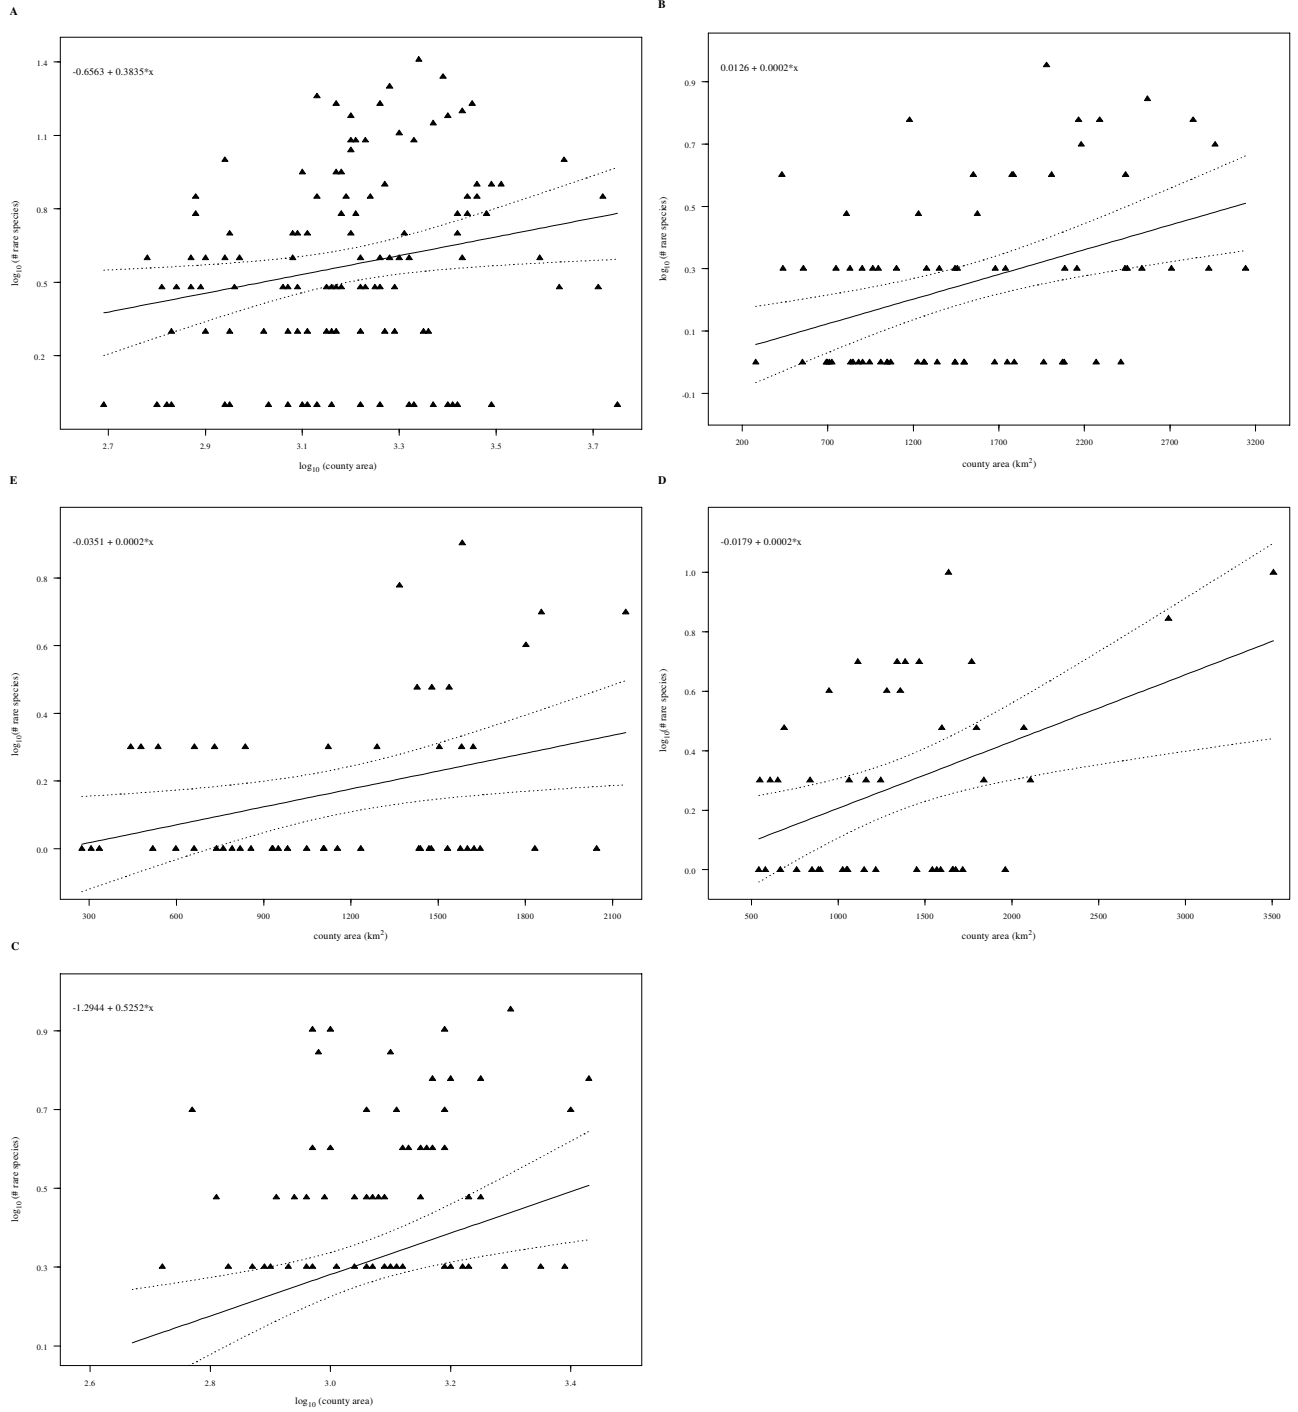 A
-0.6563 + 0.3835*x
1.4
1.1
0.8
0.5
0.2
log10 (# rare species)
2.7 2.9 3.1 3.3 3.5 3.7
log10 (county area)
B
0.0126 + 0.0002*x
0.9
0.7
0.5
0.3
0.1
-0.1
log10 (# rare species)
200 700 1200 1700 2200 2700 3200
county area (km2)
E
-0.0351 + 0.0002*x
0.8
0.6
0.4
0.2
0.0
log10(# rare species)
300 600 900 1200 1500 1800 2100
county area (km2)
D
-0.0179 + 0.0002*x
1.0
0.8
0.6
0.4
0.2
0.0
log10(# rare species)
500 1000 1500 2000 2500 3000 3500
county area (km2)
C
-1.2944 + 0.5252*x
0.9
0.7
0.5
0.3
0.1
log10 (# rare species)
2.6 2.8 3.0 3.2 3.4
log10 (county area)